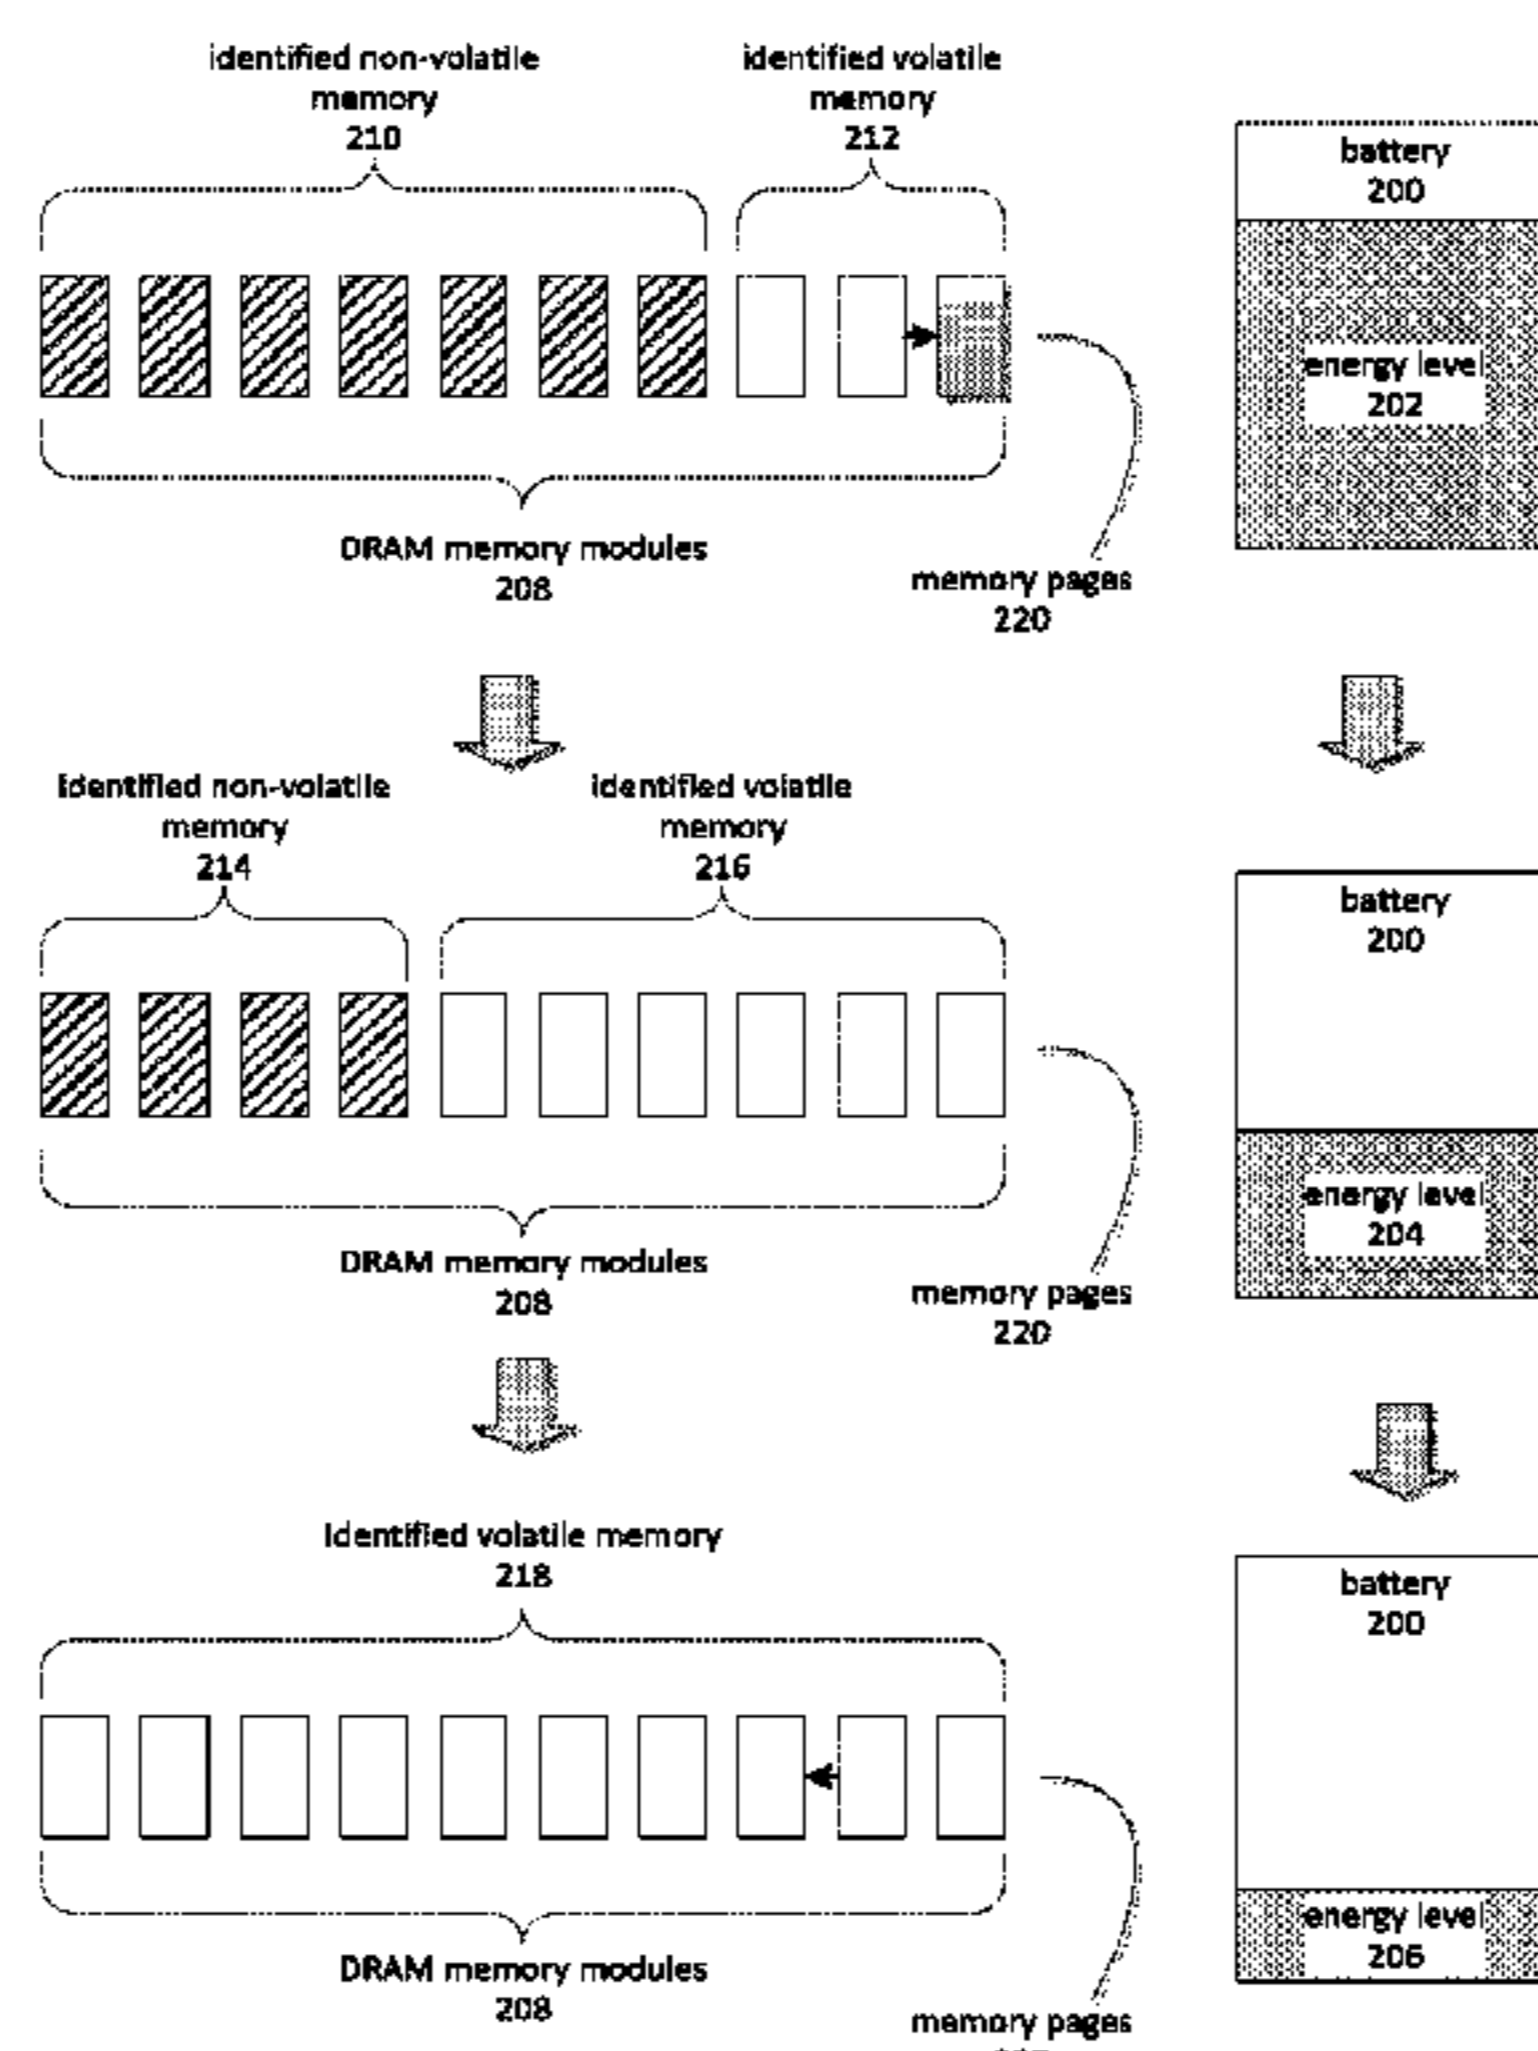 identified non-volatile
memory
210
identified volatile
memory
212
battery
200
energy level
202
DRAM memory modules
208
memory pages
220
identified non-volatile
memory
214
identified volatile
memory
216
battery
200
energy level
204
DRAM memory modules
208
memory pages
220
Identified volatile memory
218
battery
200
energy level
206
DRAM memory modules
208
memory pages